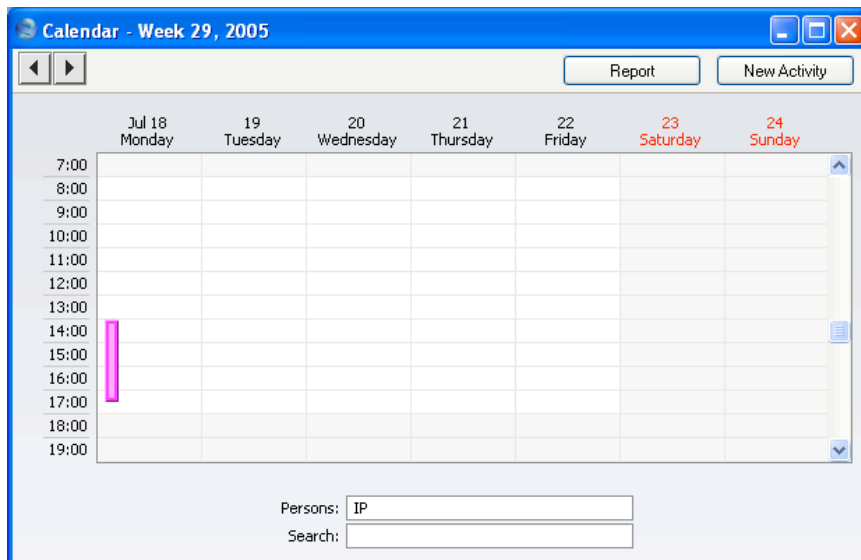 Calendar - Week 29, 2005
Report New Activity
Jul 18 19 20 21 22 23 24
Monday Tuesday Wednesday Thursday Friday Saturday Sunday
7:00
8:00
9:00
10:00
11:00
12:00
13:00
14:00
15:00
16:00
17:00
18:00
19:00
Persons: IP
Search: